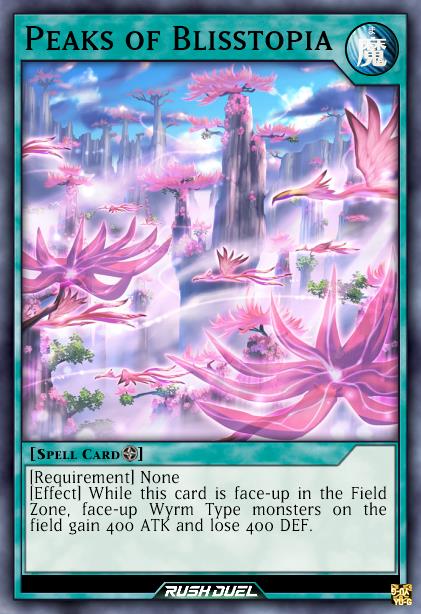 Peaks of Blisstopia
ま
魔
[Spell Card]
[Requirement] None
[Effect] While this card is face-up in the Field
Zone, face-up Wyrm Type monsters on the
field gain 400 ATK and lose 400 DEF.
RUSH DUEL